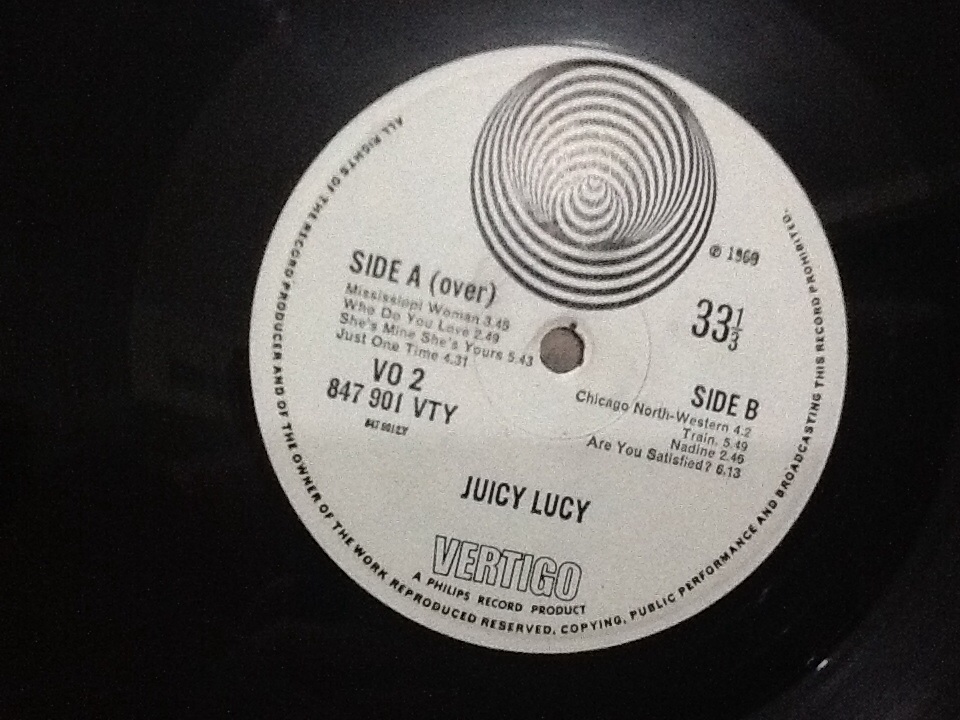 ALL RIGHTS OF THE RECORD PRODUCER AND OF THE OWNER OF THE WORK REPRODUCED RESERVED. COPYING, PUBLIC PERFORMANCE AND BROADCASTING THIS RECORD PROHIBITED.
℗ 1969
33⅓
SIDE A (over)
Mississippi Woman 3.45
Who Do You Love 2.49
She's Mine She's Yours 5.43
Just One Time 4.31
VO 2
847 901 VTY
SIDE B
Chicago North-Western 4.2
Train. 5.49
Nadine 2.46
Are You Satisfied? 6.13
JUICY LUCY
VERTIGO
A PHILIPS RECORD PRODUCT